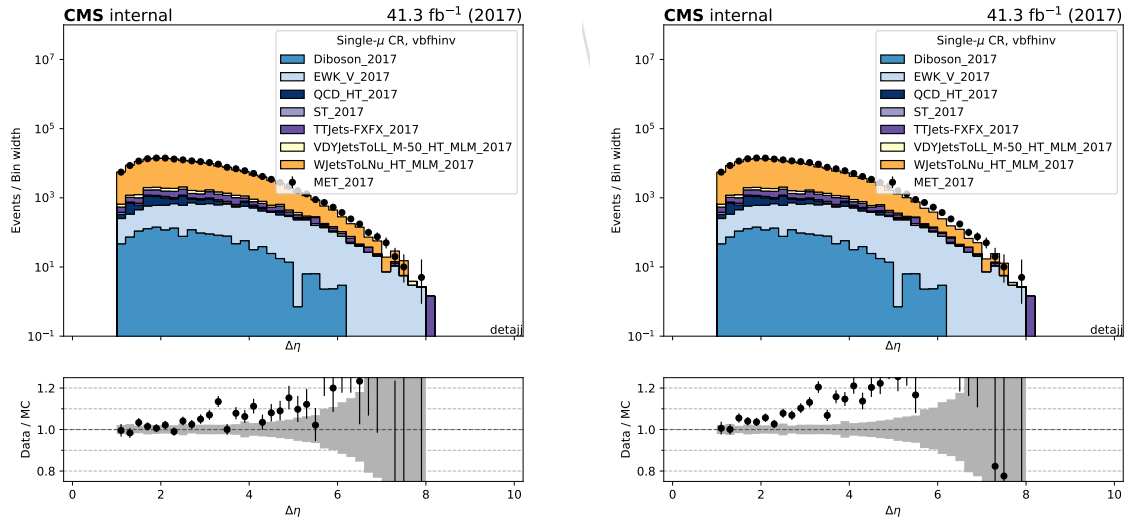 CMS internal
41.3 fb⁻¹ (2017)
Single-μ CR, vbfhinv
Diboson_2017
EWK_V_2017
QCD_HT_2017
ST_2017
TTJets-FXFX_2017
VDYJetsToLL_M-50_HT_MLM_2017
WJetsToLNu_HT_MLM_2017
MET_2017
Events / Bin width
10⁷
10⁵
10³
10¹
10⁻¹
detajj
Δη
Data / MC
1.2
1.0
0.8
0
2
4
6
8
10
Δη
CMS internal
41.3 fb⁻¹ (2017)
Single-μ CR, vbfhinv
Diboson_2017
EWK_V_2017
QCD_HT_2017
ST_2017
TTJets-FXFX_2017
VDYJetsToLL_M-50_HT_MLM_2017
WJetsToLNu_HT_MLM_2017
MET_2017
Events / Bin width
10⁷
10⁵
10³
10¹
10⁻¹
detajj
Δη
Data / MC
1.2
1.0
0.8
0
2
4
6
8
10
Δη